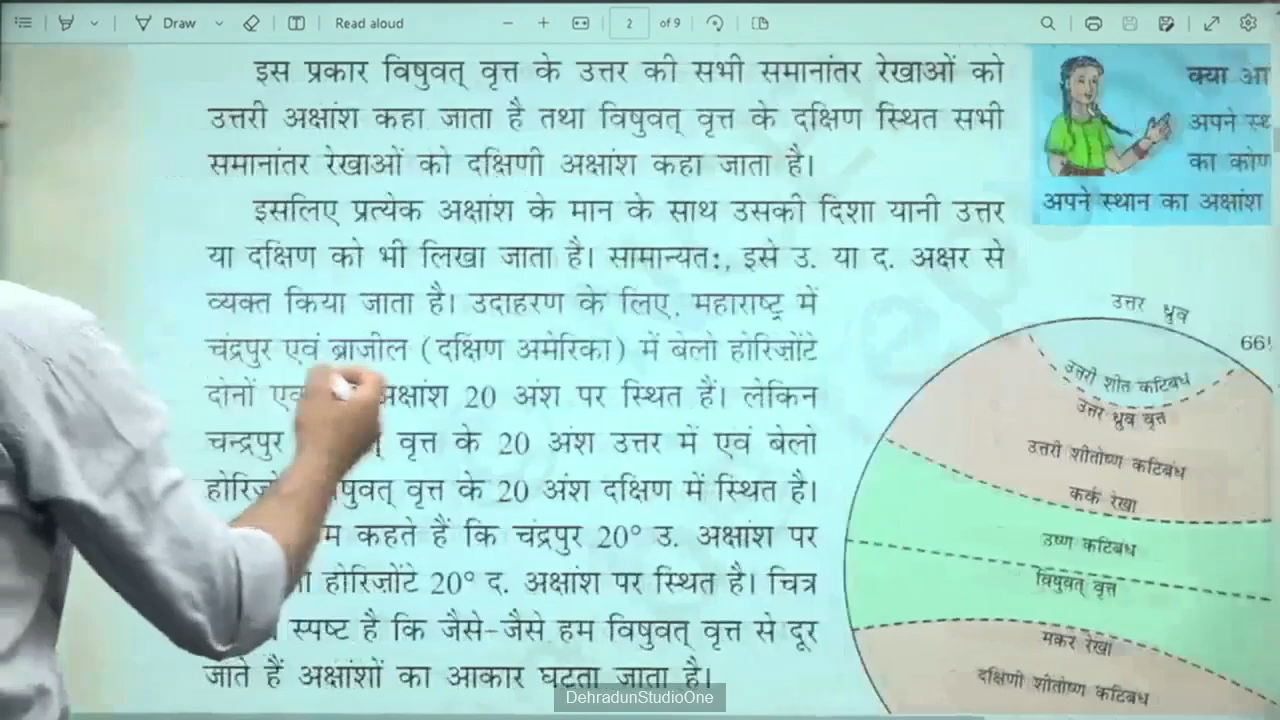 Draw
Read aloud
2
of 9
इस प्रकार विषुवत् वृत्त के उत्तर की सभी समानांतर रेखाओं को
उत्तरी अक्षांश कहा जाता है तथा विषुवत् वृत्त के दक्षिण स्थित सभी
समानांतर रेखाओं को दक्षिणी अक्षांश कहा जाता है।
इसलिए प्रत्येक अक्षांश के मान के साथ उसकी दिशा यानी उत्तर
या दक्षिण को भी लिखा जाता है। सामान्यतः, इसे उ. या द. अक्षर से
व्यक्त किया जाता है। उदाहरण के लिए, महाराष्ट्र में
चंद्रपुर एवं ब्राजील (दक्षिण अमेरिका) में बेलो होरिज़ोंटे
दोनों अक्षांश 20 अंश पर स्थित हैं। लेकिन
चन्द्रपुर वृत्त के 20 अंश उत्तर में एवं बेलो
वृत्त के 20 अंश दक्षिण में स्थित है।
कहते हैं कि चंद्रपुर 20° उ. अक्षांश पर
होरिज़ोंटे 20° द. अक्षांश पर स्थित है। चित्र
स्पष्ट है कि जैसे-जैसे हम विषुवत् वृत्त से दूर
जाते हैं अक्षांशों का आकार घटता जाता है।
क्या
अपने
का
अपने स्थान का अक्षांश
उत्तर ध्रुव
उत्तरी शीत कटिबंध
उत्तर ध्रुव वृत्त
उत्तरी शीतोष्ण कटिबंध
कर्क रेखा
उष्ण कटिबंध
विषुवत् वृत्त
मकर रेखा
दक्षिणी शीतोष्ण कटिबंध
DehradunStudioOne